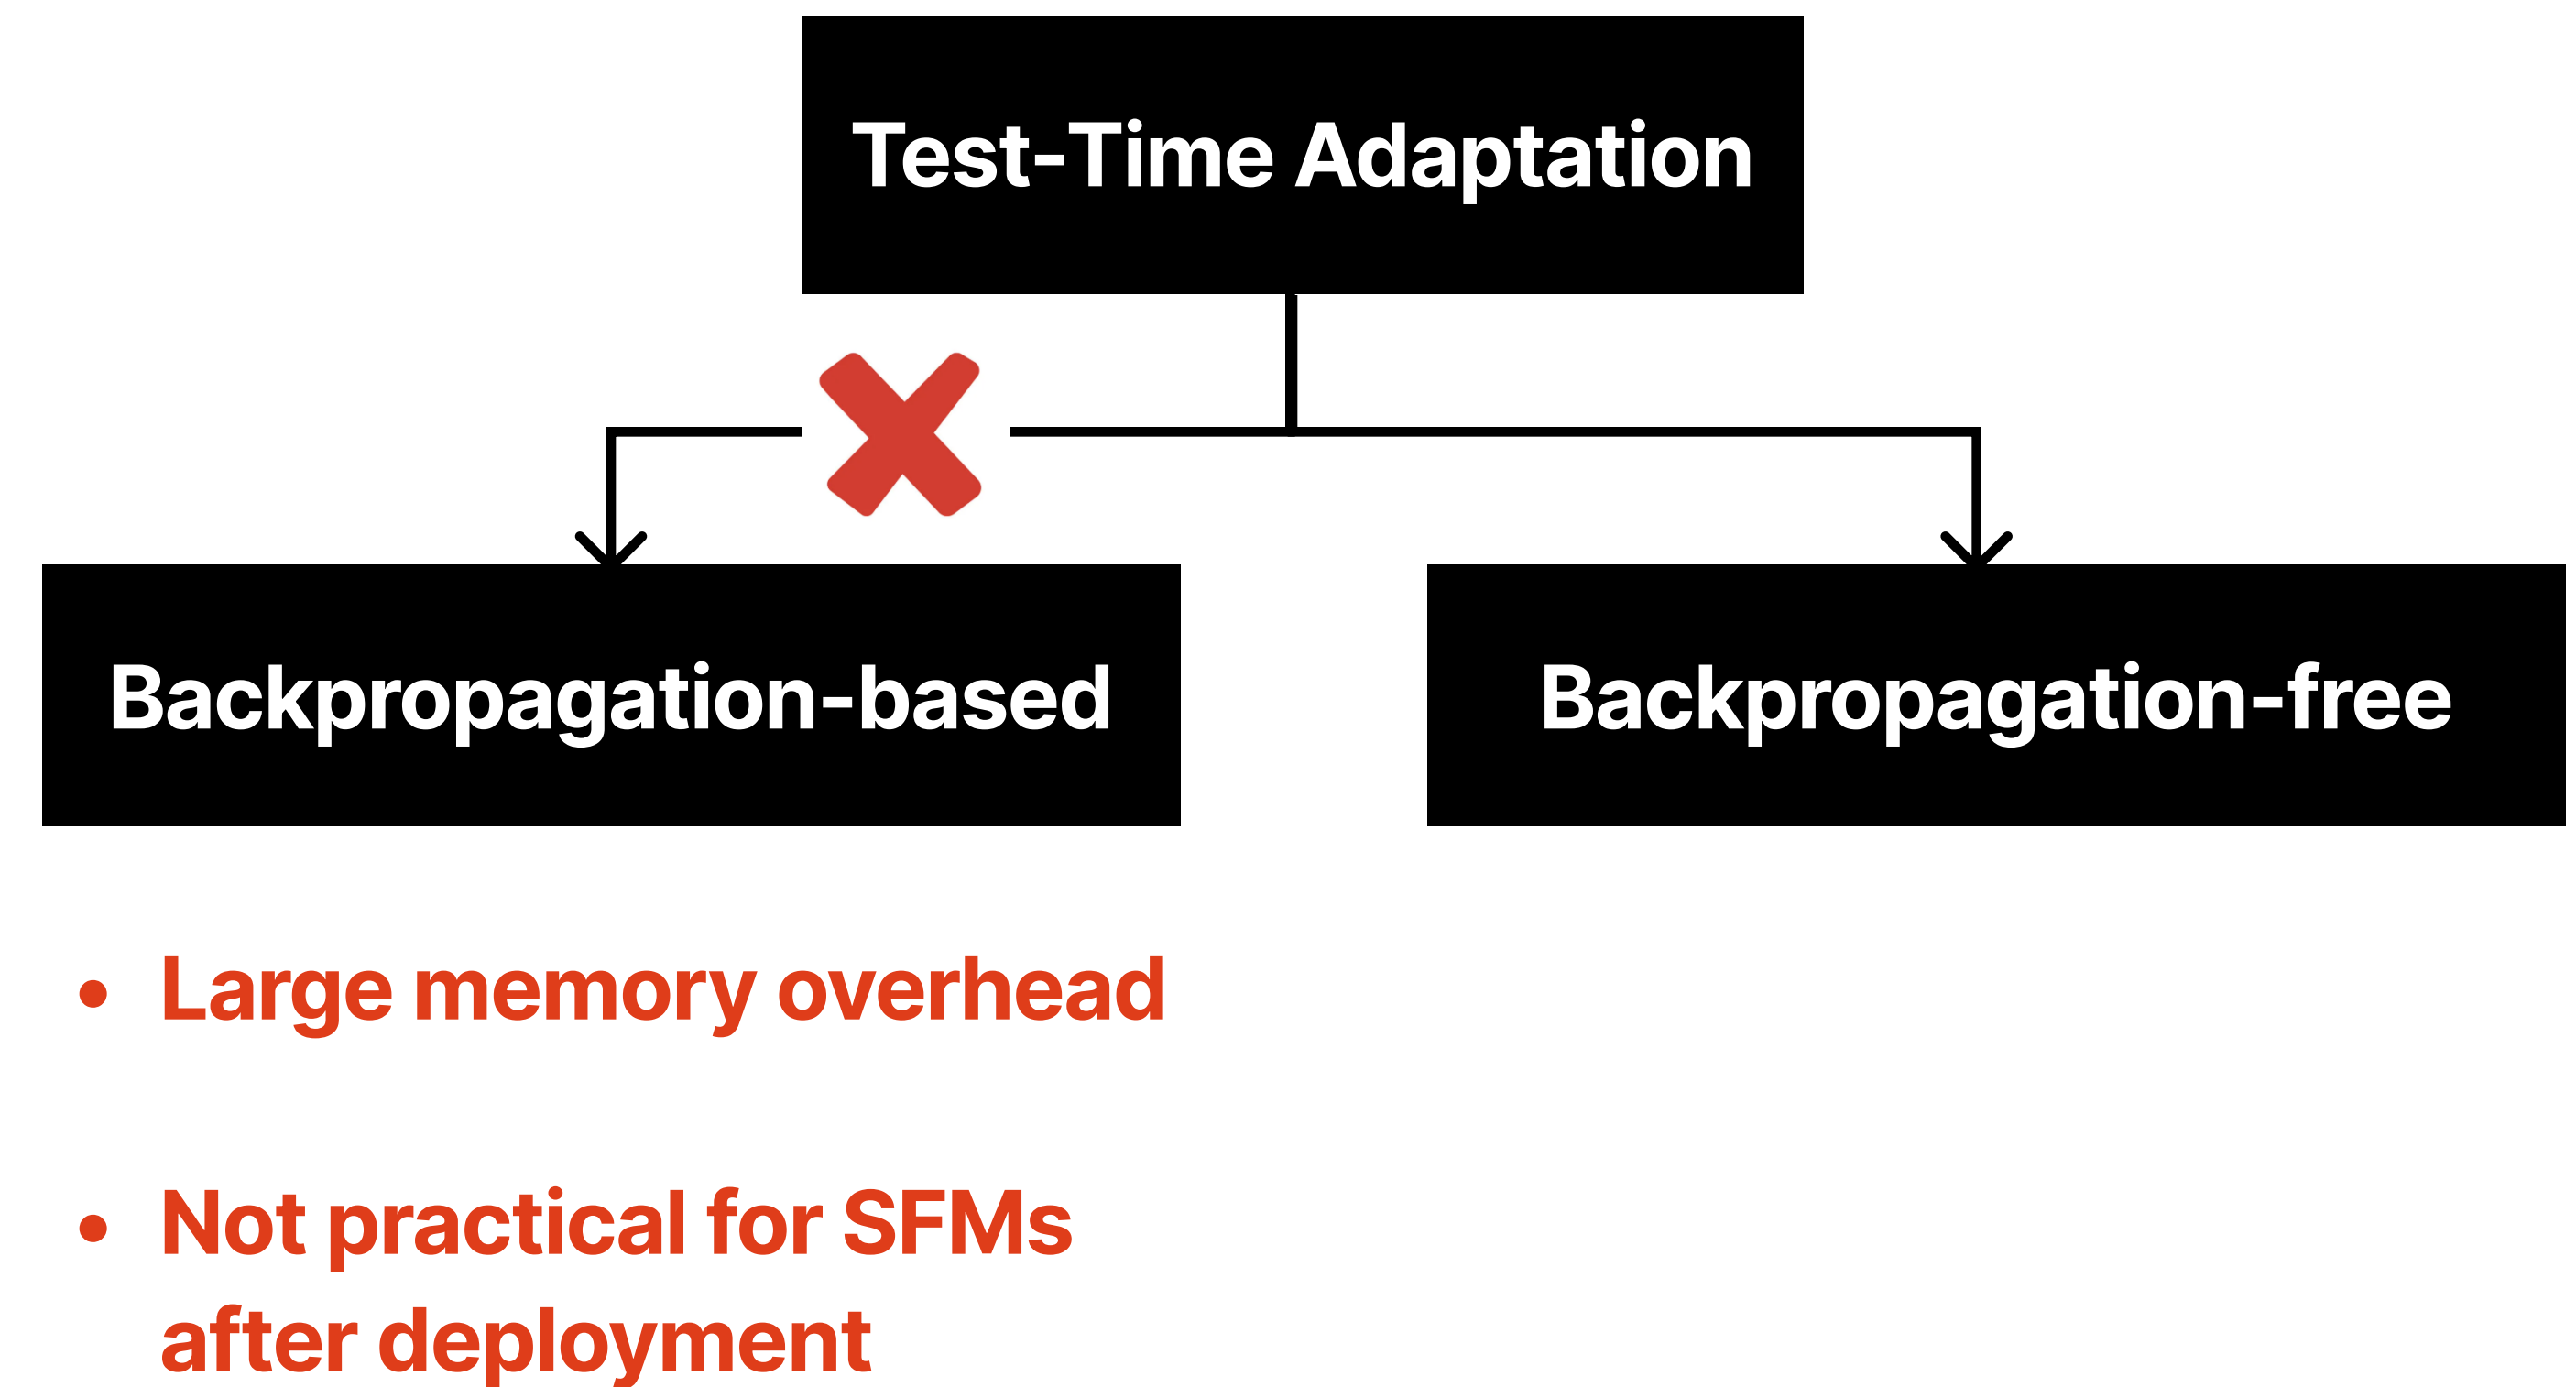 Test-Time Adaptation
Backpropagation-based
Backpropagation-free
• Large memory overhead
• Not practical for SFMs
after deployment